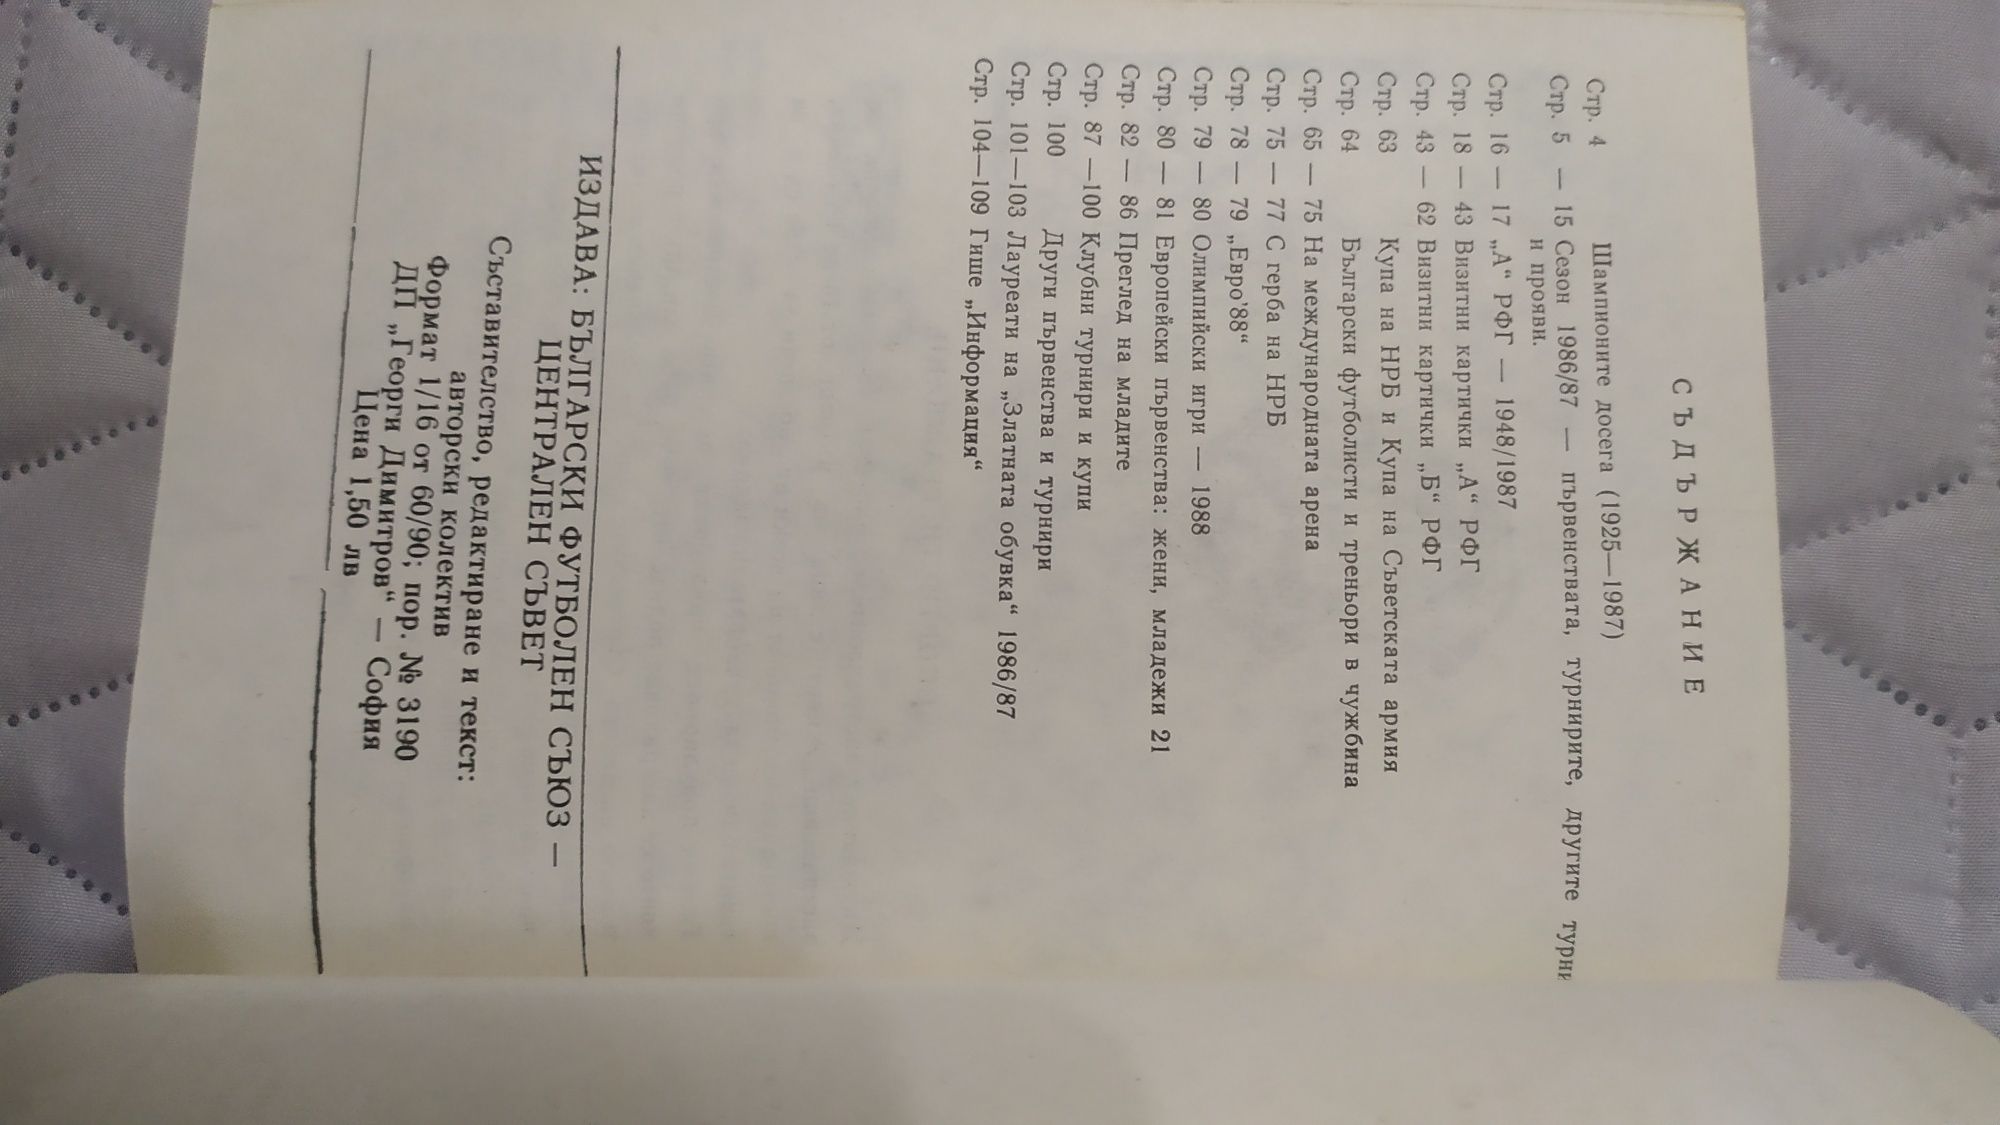 СЪДЪРЖАНИЕ
Стр. 4 Шампионите досега (1925—1987)
Стр. 5 — 15 Сезон 1986/87 — първенствата, турнирите, другите
и прояви.
Стр. 16 — 17 „А“ РФГ — 1948/1987
Стр. 18 — 43 Визитни картички „А“ РФГ
Стр. 43 — 62 Визитни картички „Б“ РФГ
Стр. 63 Купа на НРБ и Купа на Съветската армия
Стр. 64 Български футболисти и треньори в чужбина
Стр. 65 — 75 На международната арена
Стр. 75 — 77 С герба на НРБ
Стр. 78 — 79 „Евро'88“
Стр. 79 — 80 Олимпийски игри — 1988
Стр. 80 — 81 Европейски първенства: жени, младежи 21
Стр. 82 — 86 Преглед на младите
Стр. 87 —100 Клубни турнири и купи
Стр. 100 Други първенства и турнири
Стр. 101—103 Лауреати на „Златната обувка“ 1986/87
Стр. 104—109 Гише „Информация“
ИЗДАВА: БЪЛГАРСКИ ФУТБОЛЕН СЪЮЗ —
ЦЕНТРАЛЕН СЪВЕТ
Съставителство, редактиране и текст:
авторски колектив
Формат 1/16 от 60/90; пор. № 3190
ДП „Георги Димитров“ — София
Цена 1,50 лв